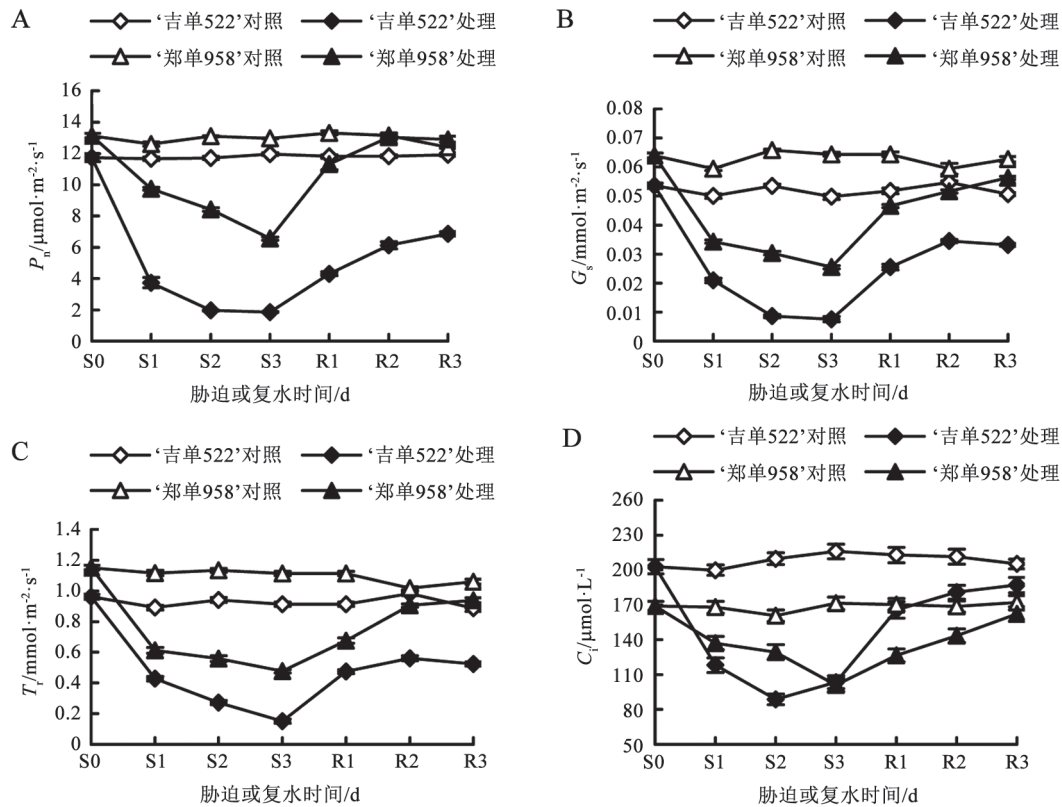 A
‘吉单522’对照 ‘吉单522’处理
‘郑单958’对照 ‘郑单958’处理
16
14
12
10
8
6
4
2
0
Pn/μmol·m-2·s-1
S0 S1 S2 S3 R1 R2 R3
胁迫或复水时间/d
B
‘吉单522’对照 ‘吉单522’处理
‘郑单958’对照 ‘郑单958’处理
0.08
0.07
0.06
0.05
0.04
0.03
0.02
0.01
0
Gs/mmol·m-2·s-1
S0 S1 S2 S3 R1 R2 R3
胁迫或复水时间/d
C
‘吉单522’对照 ‘吉单522’处理
‘郑单958’对照 ‘郑单958’处理
1.4
1.2
1.0
0.8
0.6
0.4
0.2
0
Tr/mmol·m-2·s-1
S0 S1 S2 S3 R1 R2 R3
胁迫或复水时间/d
D
‘吉单522’对照 ‘吉单522’处理
‘郑单958’对照 ‘郑单958’处理
260
230
200
170
140
110
80
50
Ci/μmol·L-1
S0 S1 S2 S3 R1 R2 R3
胁迫或复水时间/d